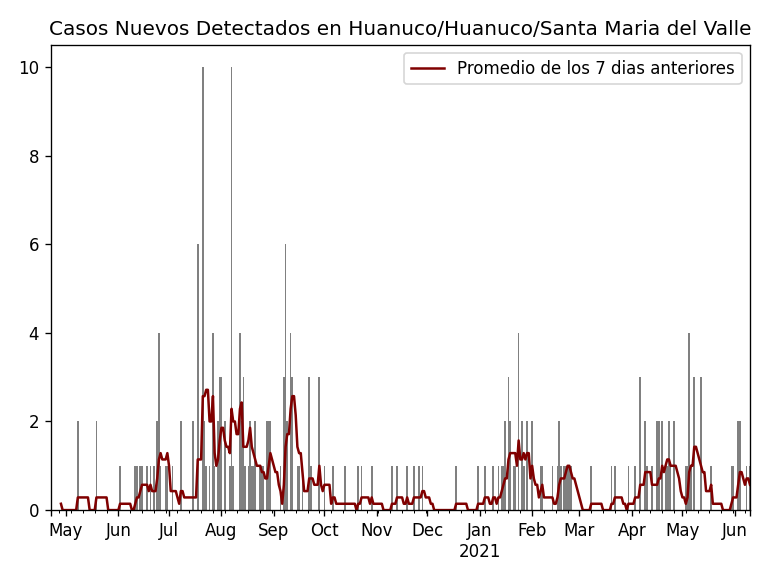 Casos Nuevos Detectados en Huanuco/Huanuco/Santa Maria del Valle
Promedio de los 7 dias anteriores
10
8
6
4
2
0
May Jun Jul Aug Sep Oct Nov Dec Jan Feb Mar Apr May Jun
2021